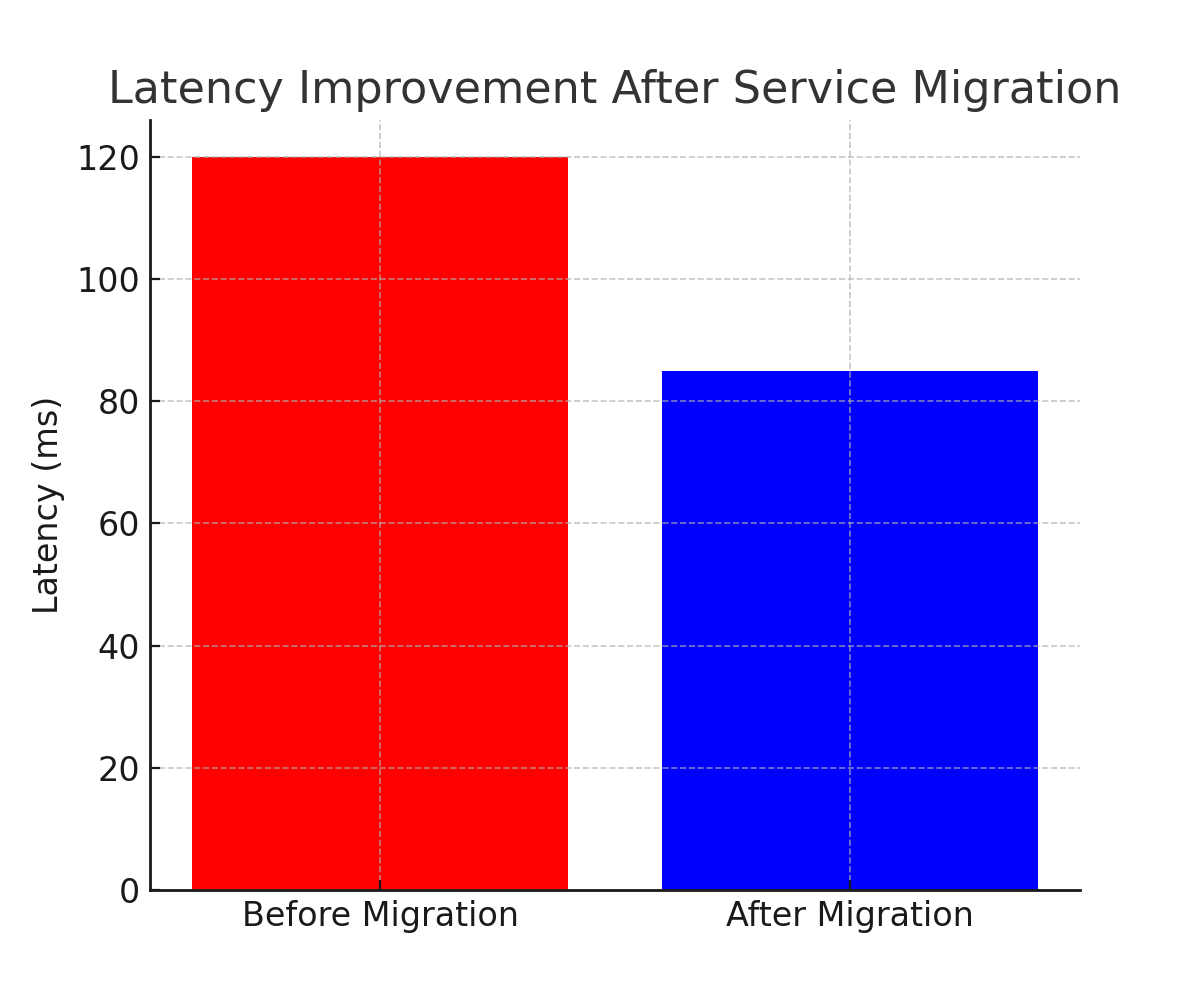 Latency Improvement After Service Migration
Latency (ms)
120
100
80
60
40
20
0
Before Migration
After Migration